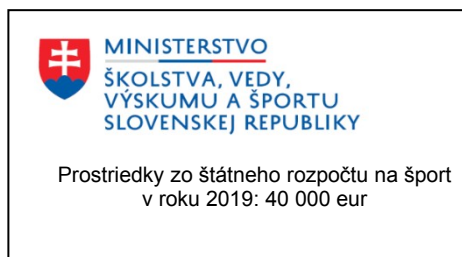 MINISTERSTVO
ŠKOLSTVA, VEDY,
VÝSKUMU A ŠPORTU
SLOVENSKEJ REPUBLIKY
Prostriedky zo štátneho rozpočtu na šport
v roku 2019: 40 000 eur